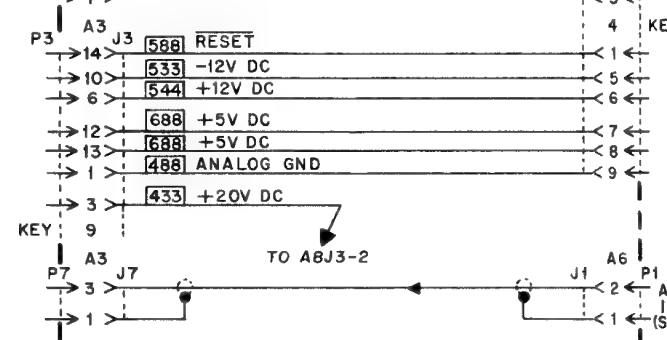 A3 4 KE
P3 J3
14 588 RESET 1
10 533 -12V DC 5
6 544 +12V DC 6
12 688 +5V DC 7
13 688 +5V DC 8
1 488 ANALOG GND 9
3 433 +20V DC
KEY 9
TO A8J3-2
A3 A6
P7 J7 J1 P1
3 2 A
1 1 (S